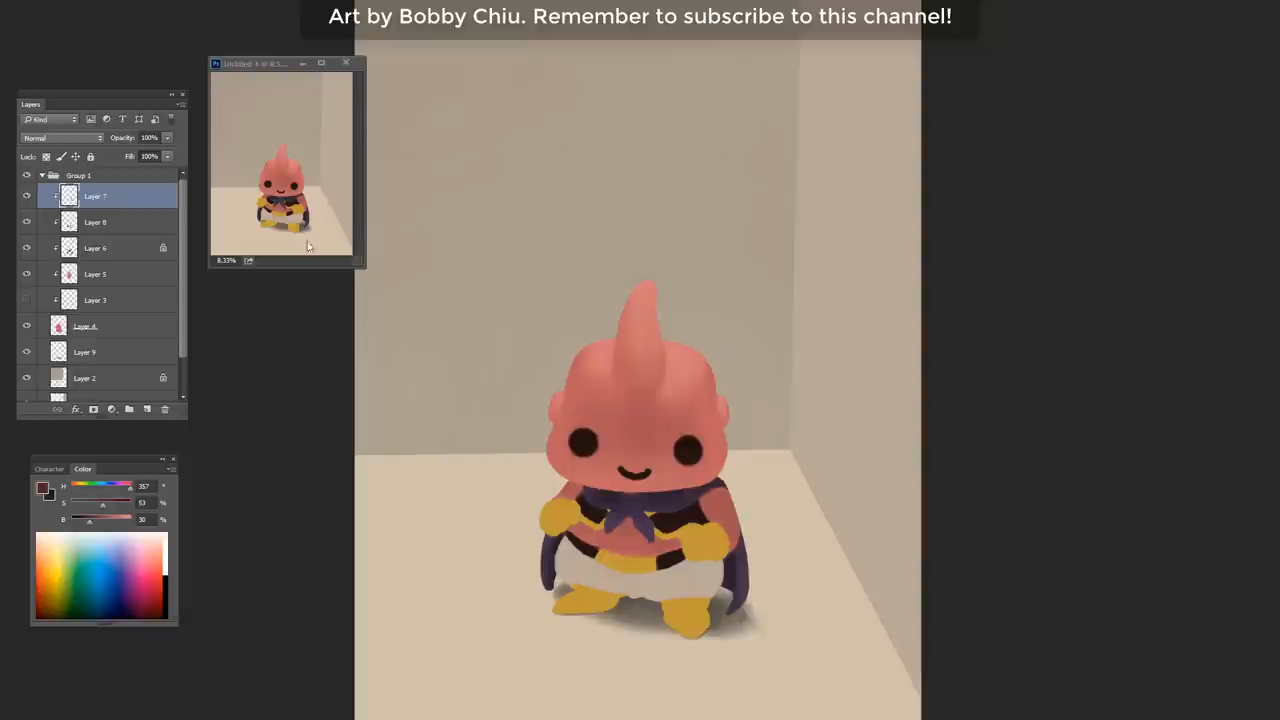 Art by Bobby Chiu. Remember to subscribe to this channel!
Layers
Kind
Normal
Opacity: 100%
Lock:
Fill: 100%
Group 1
Layer 7
Layer 8
Layer 6
Layer 5
Layer 3
Layer 4
Layer 9
Layer 2
8.33%
Character Color
H 357 °
S 53 %
B 30 %